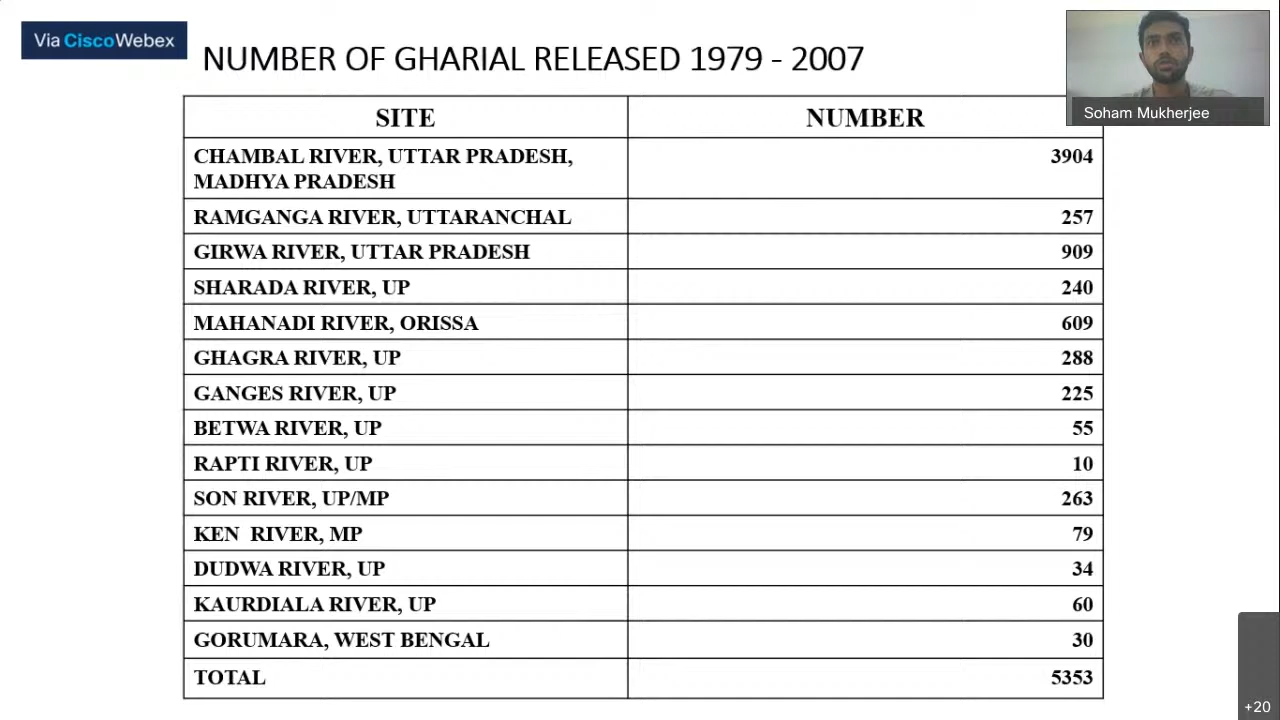 Via CiscoWebex
NUMBER OF GHARIAL RELEASED 1979 - 2007
Soham Mukherjee
SITE NUMBER
CHAMBAL RIVER, UTTAR PRADESH, 3904
MADHYA PRADESH
RAMGANGA RIVER, UTTARANCHAL 257
GIRWA RIVER, UTTAR PRADESH 909
SHARADA RIVER, UP 240
MAHANADI RIVER, ORISSA 609
GHAGRA RIVER, UP 288
GANGES RIVER, UP 225
BETWA RIVER, UP 55
RAPTI RIVER, UP 10
SON RIVER, UP/MP 263
KEN RIVER, MP 79
DUDWA RIVER, UP 34
KAURDIALA RIVER, UP 60
GORUMARA, WEST BENGAL 30
TOTAL 5353
+20